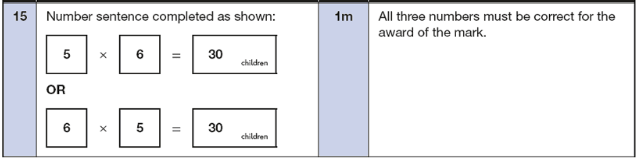 15 Number sentence completed as shown: 1m All three numbers must be correct for the
award of the mark.
5 × 6 = 30 children
OR
6 × 5 = 30 children